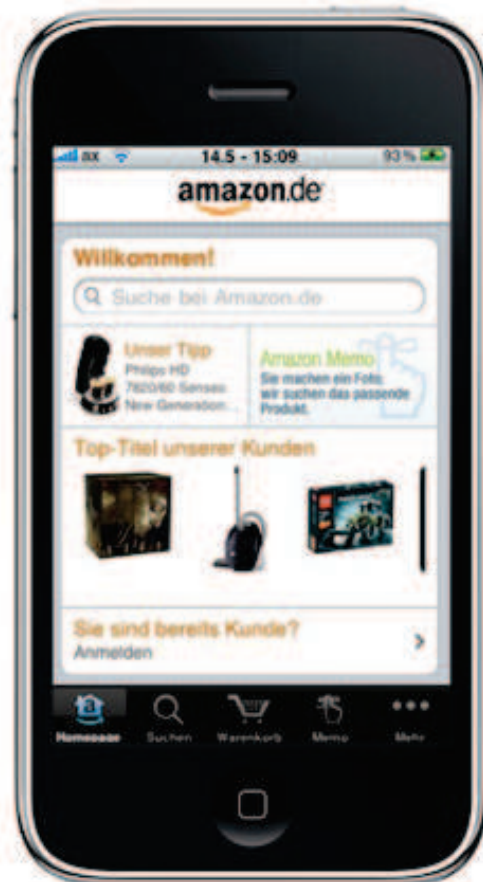 ax 14.5 - 15:09 93%
amazon.de
Willkommen!
Suche bei Amazon.de
Unser Tipp
Philips HD
7820/60 Senseo
New Generation...
Amazon Memo
Sie machen ein Foto,
wir suchen das passende
Produkt.
Top-Titel unserer Kunden
Sie sind bereits Kunde?
Anmelden
Homepage Suchen Warenkorb Memo Mehr